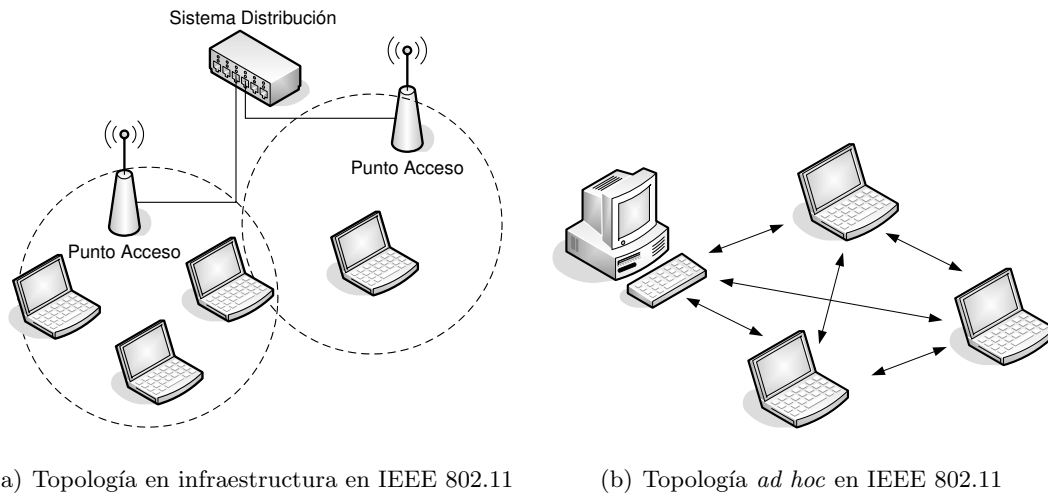 Sistema Distribución
Punto Acceso
Punto Acceso
a) Topología en infraestructura en IEEE 802.11
(b) Topología ad hoc en IEEE 802.11